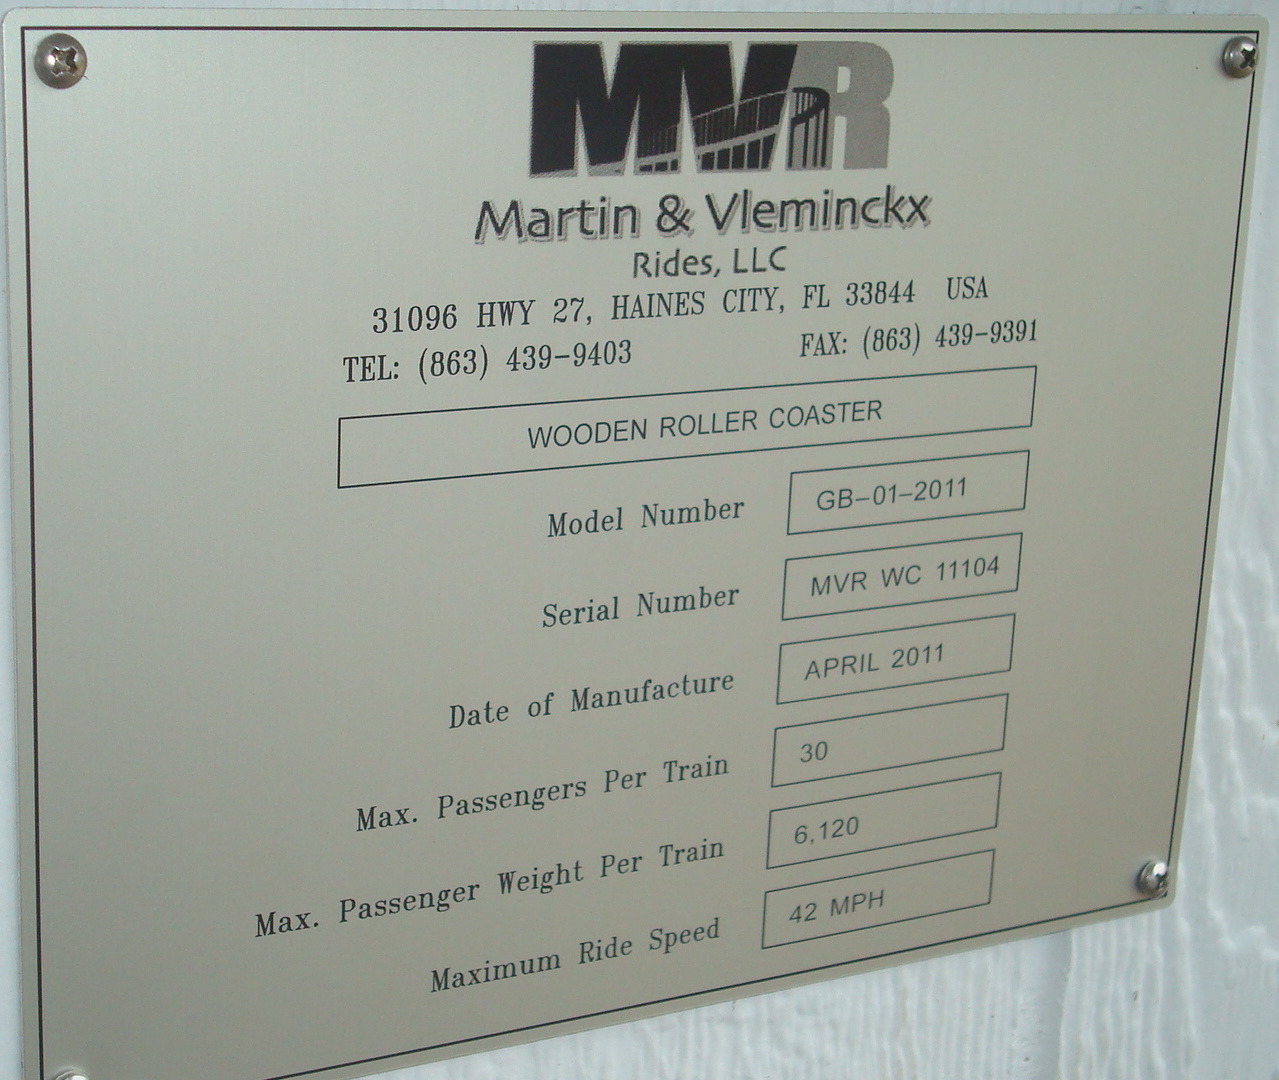 MVR
Martin & Vleminckx
Rides, LLC
31096 HWY 27, HAINES CITY, FL 33844 USA
TEL: (863) 439-9403 FAX: (863) 439-9391
WOODEN ROLLER COASTER
Model Number GB-01-2011
Serial Number MVR WC 11104
Date of Manufacture APRIL 2011
Max. Passengers Per Train 30
Max. Passenger Weight Per Train 6,120
Maximum Ride Speed 42 MPH